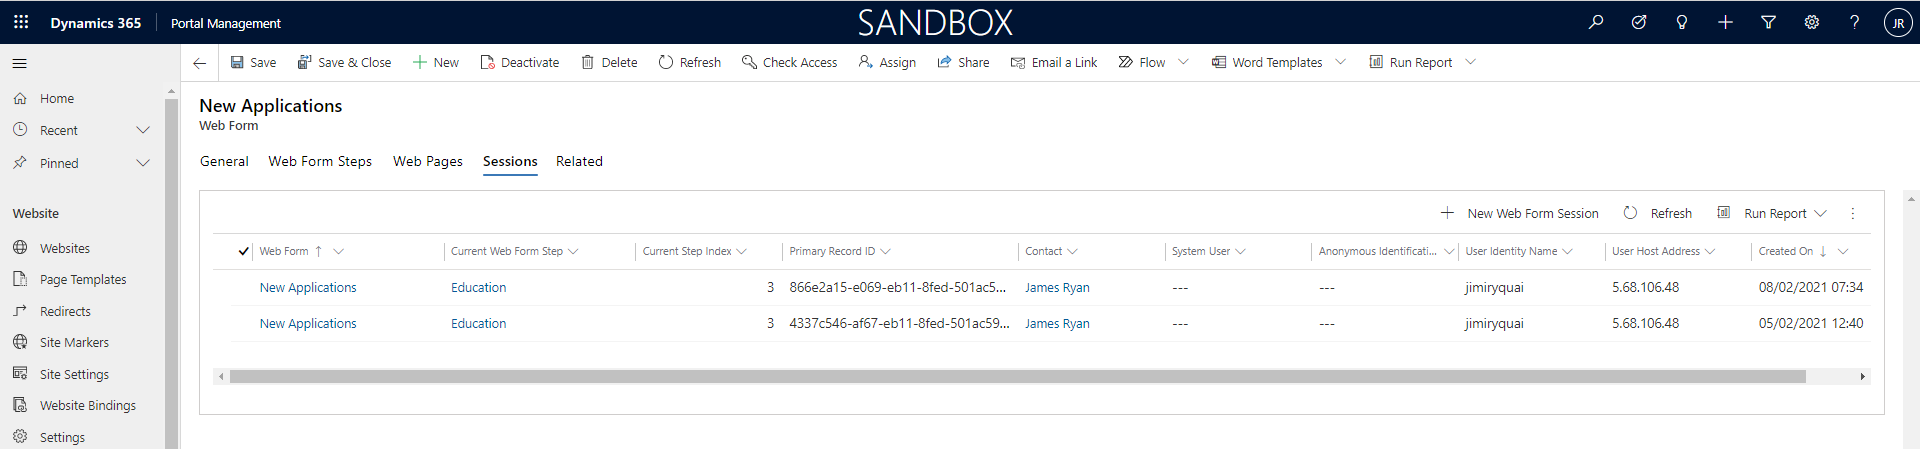 Dynamics 365 Portal Management SANDBOX ? JR
Save Save & Close New Deactivate Delete Refresh Check Access Assign Share Email a Link Flow Word Templates Run Report
Home
Recent
Pinned
Website
Websites
Page Templates
Redirects
Site Markers
Site Settings
Website Bindings
Settings
New Applications
Web Form
General Web Form Steps Web Pages Sessions Related
New Web Form Session Refresh Run Report
Web Form Current Web Form Step Current Step Index Primary Record ID Contact System User Anonymous Identificati... User Identity Name User Host Address Created On
New Applications Education 3 866e2a15-e069-eb11-8fed-501ac5... James Ryan --- --- jimiryquai 5.68.106.48 08/02/2021 07:34
New Applications Education 3 4337c546-af67-eb11-8fed-501ac59... James Ryan --- --- jimiryquai 5.68.106.48 05/02/2021 12:40